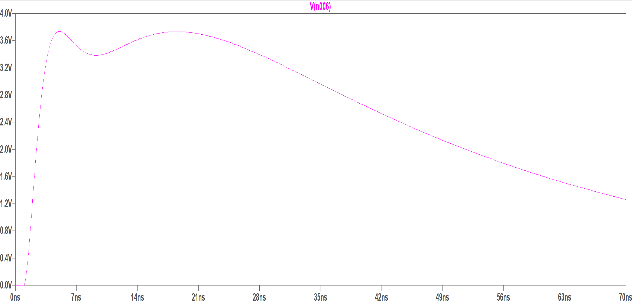 V(n006)
4.0V
3.6V
3.2V
2.8V
2.4V
2.0V
1.6V
1.2V
0.8V
0.4V
0.0V
0ns 7ns 14ns 21ns 28ns 35ns 42ns 49ns 56ns 63ns 70ns